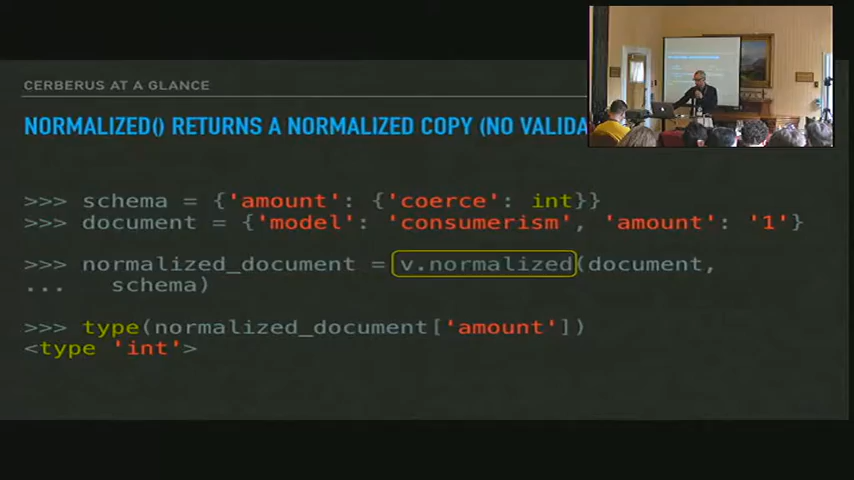 CERBERUS AT A GLANCE
NORMALIZED() RETURNS A NORMALIZED COPY (NO VALIDA
>>> schema = {'amount': {'coerce': int}}
>>> document = {'model': 'consumerism', 'amount': '1'}
>>> normalized_document = v.normalized(document,
... schema)
>>> type(normalized_document['amount'])
<type 'int'>